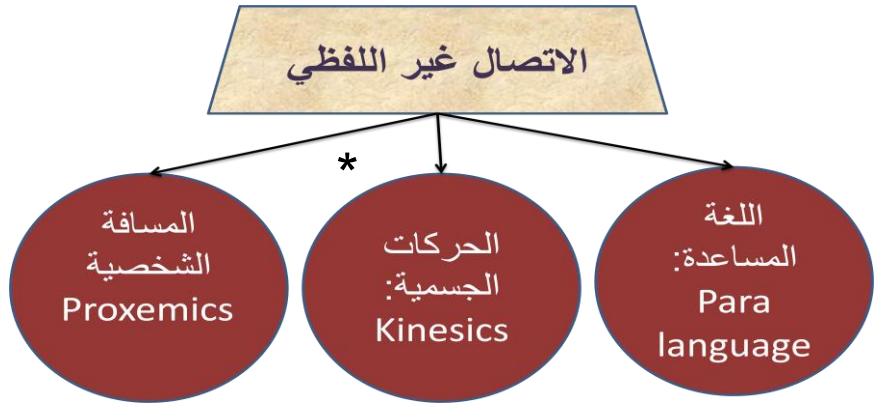 الاتصال غير اللفظي
*
اللغة
المساعدة:
Para
language
الحركات
الجسمية:
Kinesics
المسافة
الشخصية
Proxemics